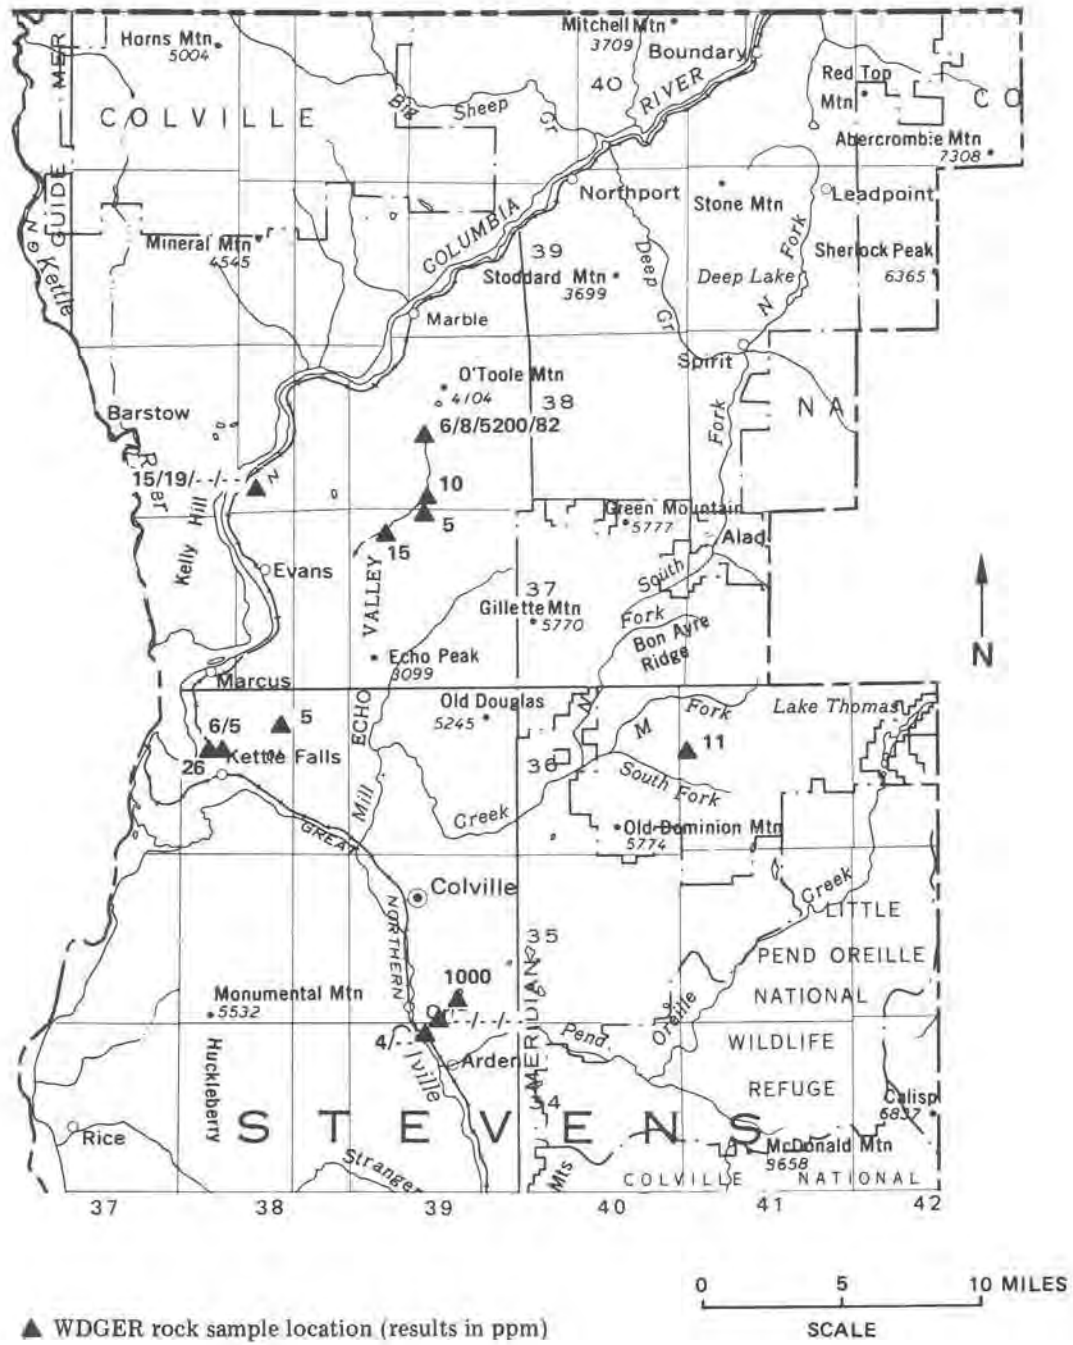 Horns Mtn
5004
Mitchell Mtn
3709
Boundary
40
RIVER
Red Top
Mtn
C O
COLVILLE
Big Sheep Cr
Abercrombie Mtn
7308
GUIDE MER
Northport
Stone Mtn
Leadpoint
COLUMBIA
Mineral Mtn
4545
39
Stoddard Mtn
3699
Deep Cr
Deep Lake
N Fork
Sherlock Peak
6365
Kettle
Marble
Spirit
O'Toole Mtn
4104
38
N A
Barstow
6/8/5200/82
Fork
15/19/--/--
10
5
15
Green Mountain
5777
Alad
Kelly Hill
Evans
VALLEY
37
South
Fork
Gillette Mtn
5770
Bon Ayre
Ridge
Echo Peak
3099
N
Marcus
ECHO
Old Douglas
5245
M Fork
Lake Thomas
6/5
5
26
Kettle Falls
11
36
South Fork
Mill
Creek
GREAT
Old Dominion Mtn
5774
Colville
Creek
LITTLE
NORTHERN
35
PEND OREILLE
1000
Monumental Mtn
5532
NATIONAL
MERIDIAN
Pend
Oreille
WILDLIFE
4/--
Arden
lville
REFUGE
Huckleberry
34
Calisp
6837
STEVENS
Rice
McDonald Mtn
Stranger
Mts
COLVILLE NATIONAL
37 38 39 40 41 42
0 5 10 MILES
SCALE
▲ WDGER rock sample location (results in ppm)